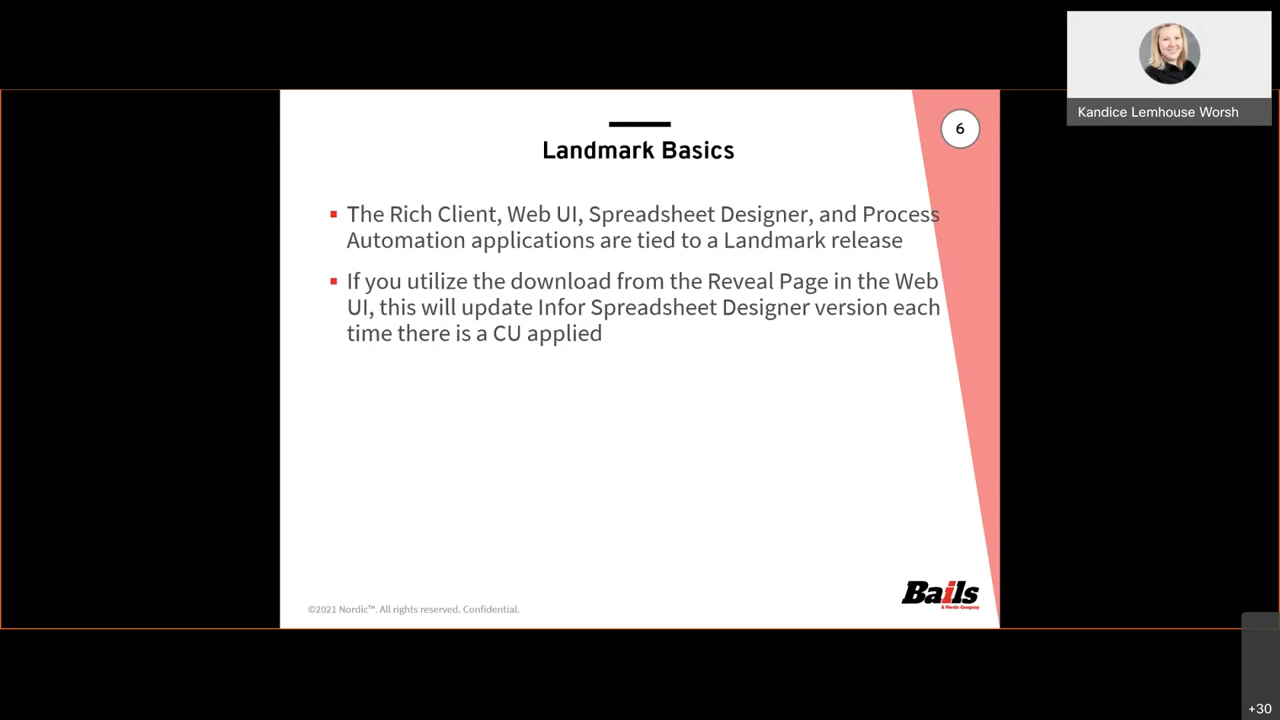 Kandice Lemhouse Worsh
6
Landmark Basics
▪ The Rich Client, Web UI, Spreadsheet Designer, and Process
Automation applications are tied to a Landmark release
▪ If you utilize the download from the Reveal Page in the Web
UI, this will update Infor Spreadsheet Designer version each
time there is a CU applied
Bails
A Nordic Company
©2021 Nordic™. All rights reserved. Confidential.
+30